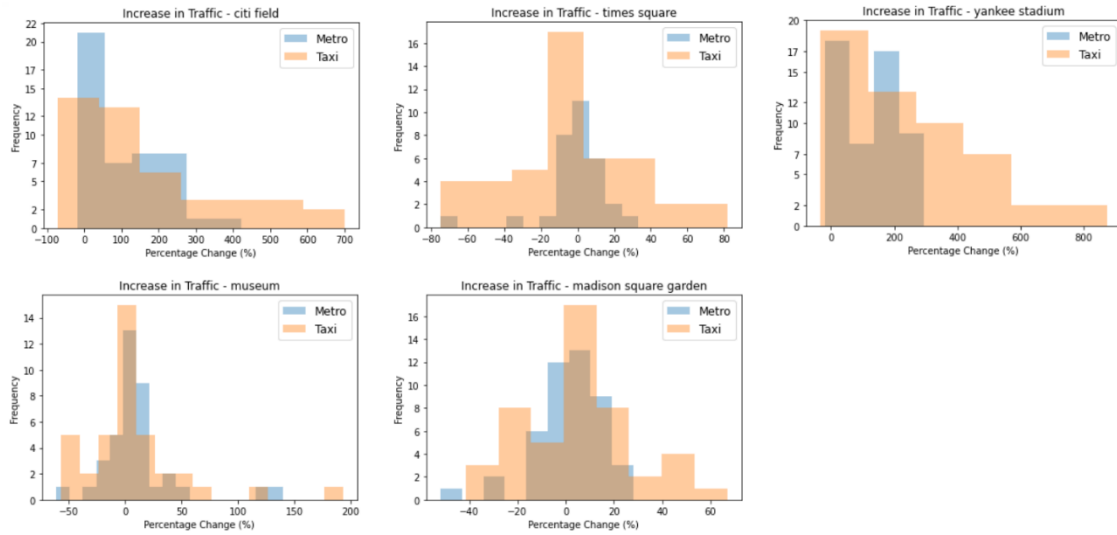 Increase in Traffic - citi field
22
20
17
15
12
10
7
5
2
0
Frequency
Metro
Taxi
-100 0 100 200 300 400 500 600 700
Percentage Change (%)
Increase in Traffic - times square
16
14
12
10
8
6
4
2
0
Frequency
Metro
Taxi
−80 −60 −40 −20 0 20 40 60 80
Percentage Change (%)
Increase in Traffic - yankee stadium
20
17
15
12
10
7
5
2
0
Frequency
Metro
Taxi
0 200 400 600 800
Percentage Change (%)
Increase in Traffic - museum
14
12
10
8
6
4
2
0
Frequency
Metro
Taxi
−50 0 50 100 150 200
Percentage Change (%)
Increase in Traffic - madison square garden
16
14
12
10
8
6
4
2
0
Frequency
Metro
Taxi
−40 −20 0 20 40 60
Percentage Change (%)